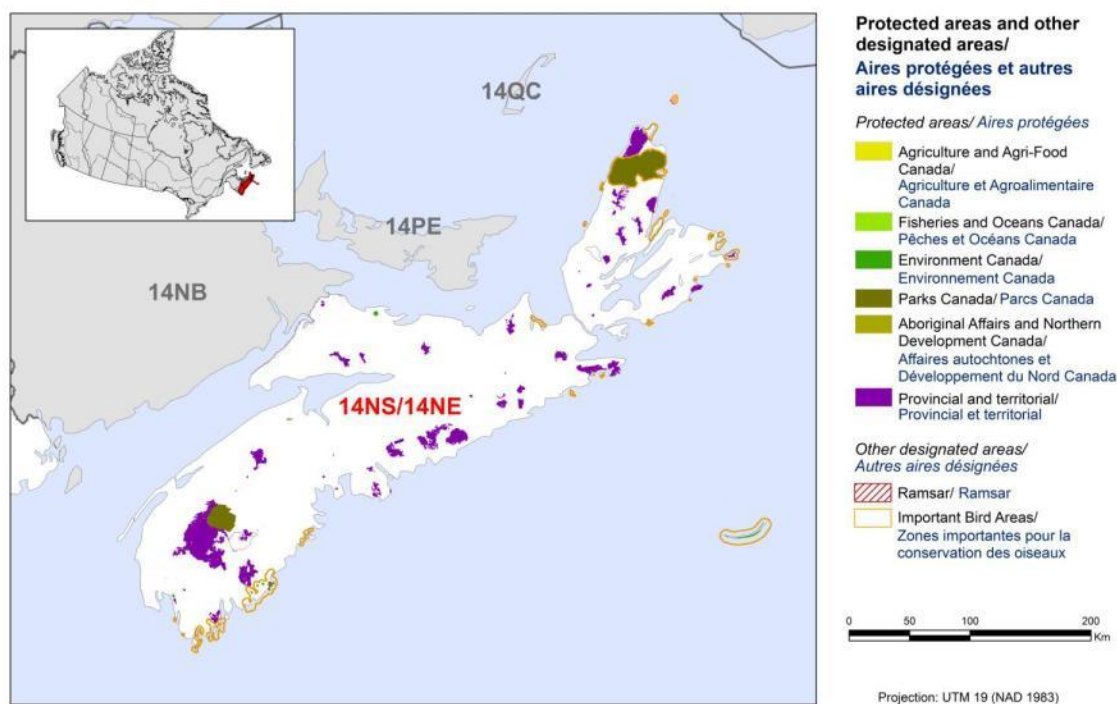 14QC
14PE
14NB
14NS/14NE
Protected areas and other
designated areas/
Aires protégées et autres
aires désignées
Protected areas/ Aires protégées
Agriculture and Agri-Food
Canada/
Agriculture et Agroalimentaire
Canada
Fisheries and Oceans Canada/
Pêches et Océans Canada
Environment Canada/
Environnement Canada
Parks Canada/ Parcs Canada
Aboriginal Affairs and Northern
Development Canada/
Affaires autochtones et
Développement du Nord Canada
Provincial and territorial/
Provincial et territorial
Other designated areas/
Autres aires désignées
Ramsar/ Ramsar
Important Bird Areas/
Zones importantes pour la
conservation des oiseaux
0 50 100 200
Km
Projection: UTM 19 (NAD 1983)